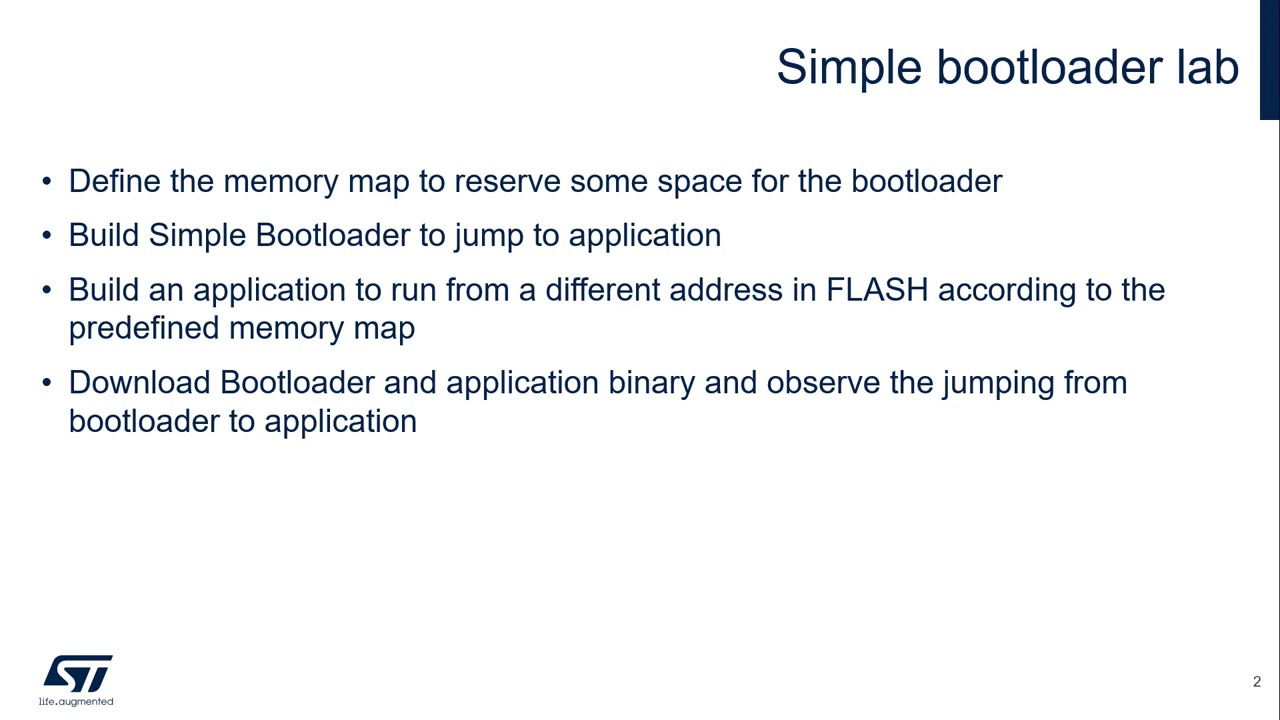 Simple bootloader lab
• Define the memory map to reserve some space for the bootloader
• Build Simple Bootloader to jump to application
• Build an application to run from a different address in FLASH according to the
predefined memory map
• Download Bootloader and application binary and observe the jumping from
bootloader to application
ST
life.augmented
2